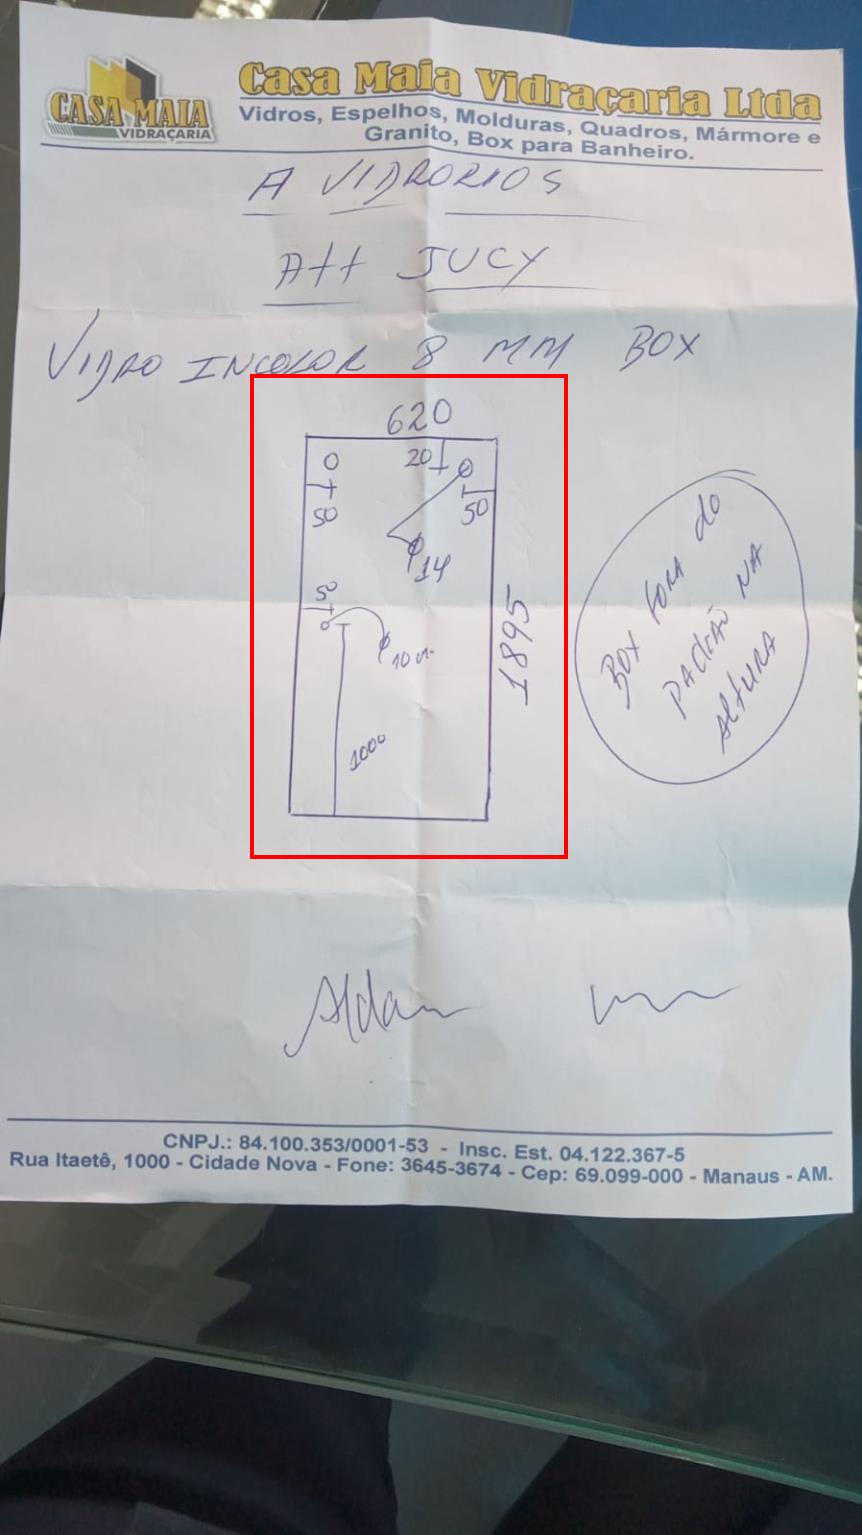 CASA MAIA
VIDRAÇARIA
Casa Maia Vidraçaria Ltda
Vidros, Espelhos, Molduras, Quadros, Mármore e
Granito, Box para Banheiro.
A VIDRORIOS
Att JUCY
VIDRO INCOLOR 8 MM BOX
620
20
50
50
14
50
10
1895
1000
BOX FORA do
PADRÃO NA
AltURA
Aldam
CNPJ.: 84.100.353/0001-53 - Insc. Est. 04.122.367-5
Rua Itaetê, 1000 - Cidade Nova - Fone: 3645-3674 - Cep: 69.099-000 - Manaus - AM.